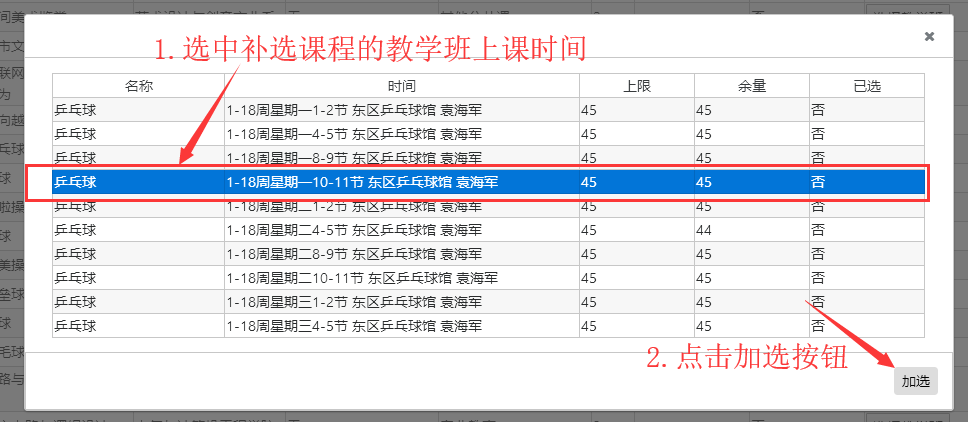 1.选中补选课程的教学班上课时间
名称 时间 上限 余量 已选
乒乓球 1-18周星期一1-2节 东区乒乓球馆 袁海军 45 45 否
乒乓球 1-18周星期一4-5节 东区乒乓球馆 袁海军 45 45 否
乒乓球 1-18周星期一8-9节 东区乒乓球馆 袁海军 45 45 否
乒乓球 1-18周星期一10-11节 东区乒乓球馆 袁海军 45 45 否
乒乓球 1-18周星期二1-2节 东区乒乓球馆 袁海军 45 45 否
乒乓球 1-18周星期二4-5节 东区乒乓球馆 袁海军 45 44 否
乒乓球 1-18周星期二8-9节 东区乒乓球馆 袁海军 45 45 否
乒乓球 1-18周星期二10-11节 东区乒乓球馆 袁海军 45 45 否
乒乓球 1-18周星期三1-2节 东区乒乓球馆 袁海军 45 45 否
乒乓球 1-18周星期三4-5节 东区乒乓球馆 袁海军 45 45 否
2.点击加选按钮
加选